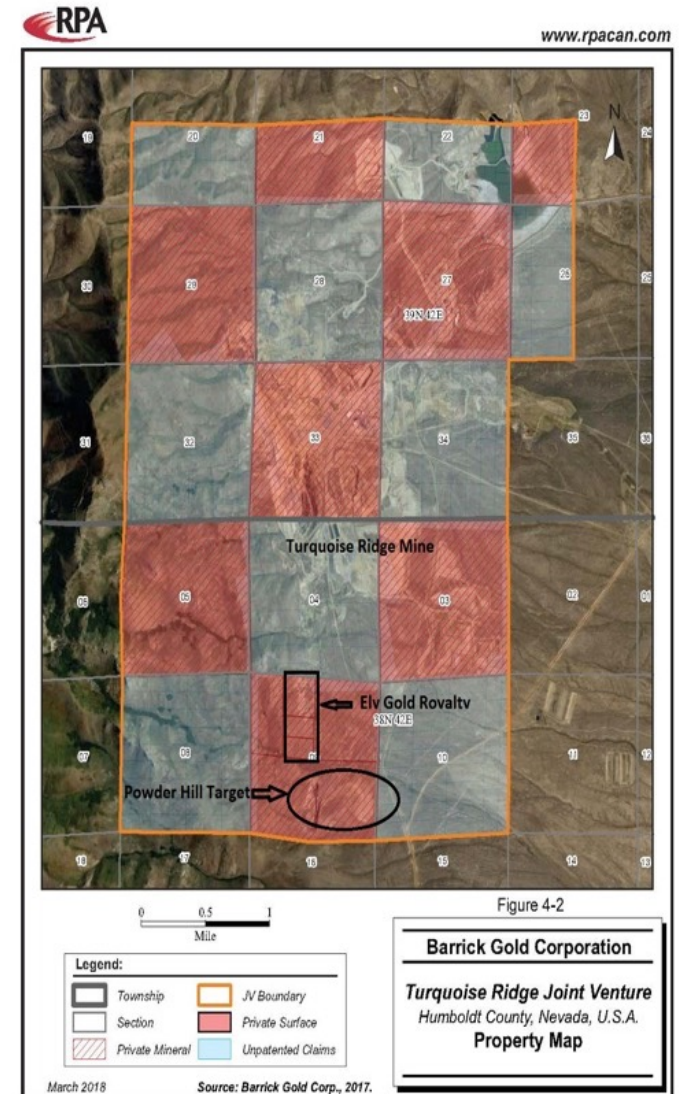 RPA
www.rpacan.com
N
23
19
20
21
22
24
30
29
28
27
26
25
39N 42E
31
32
33
34
35
36
Turquoise Ridge Mine
06
05
04
03
02
01
Elv Gold Rovaltv
38N 42E
07
08
10
11
12
Powder Hill Target
18
17
16
15
14
13
0 0.5 1
Mile
Figure 4-2
Legend:
Township
JV Boundary
Section
Private Surface
Private Mineral
Unpatented Claims
Barrick Gold Corporation
Turquoise Ridge Joint Venture
Humboldt County, Nevada, U.S.A.
Property Map
March 2018
Source: Barrick Gold Corp., 2017.